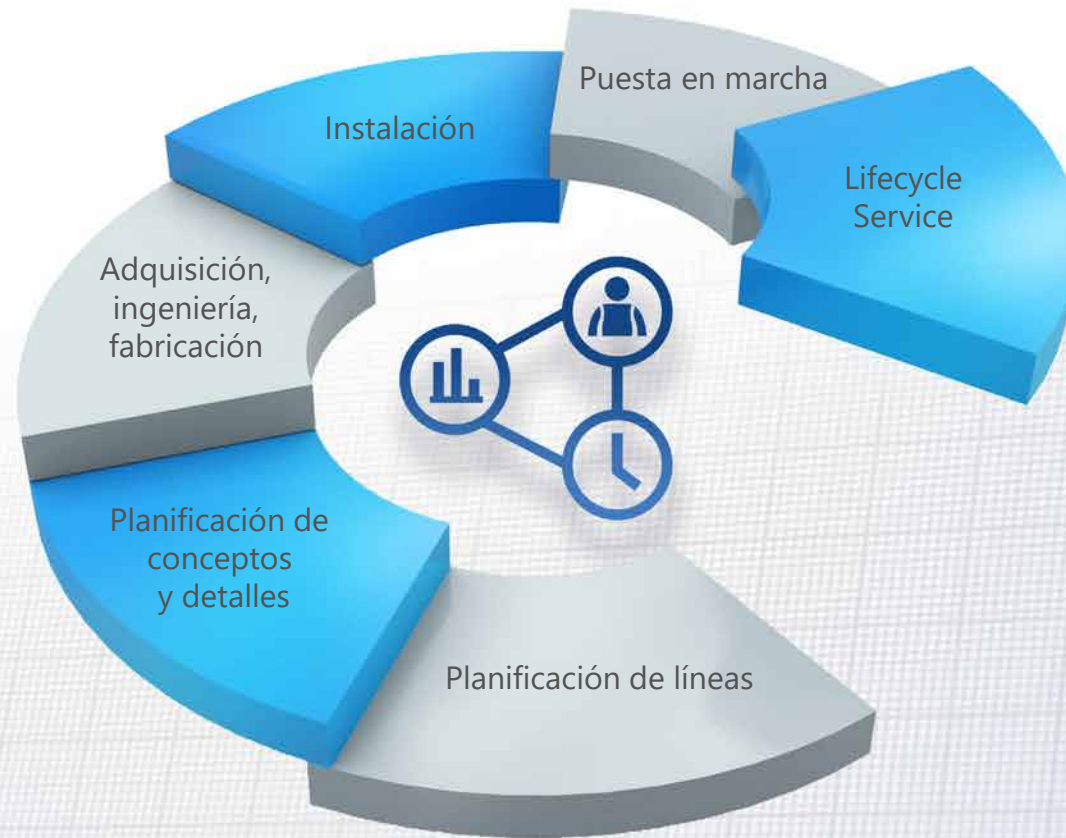 Puesta en marcha
Instalación
Lifecycle
Service
Adquisición,
ingeniería,
fabricación
Planificación de
conceptos
y detalles
Planificación de líneas